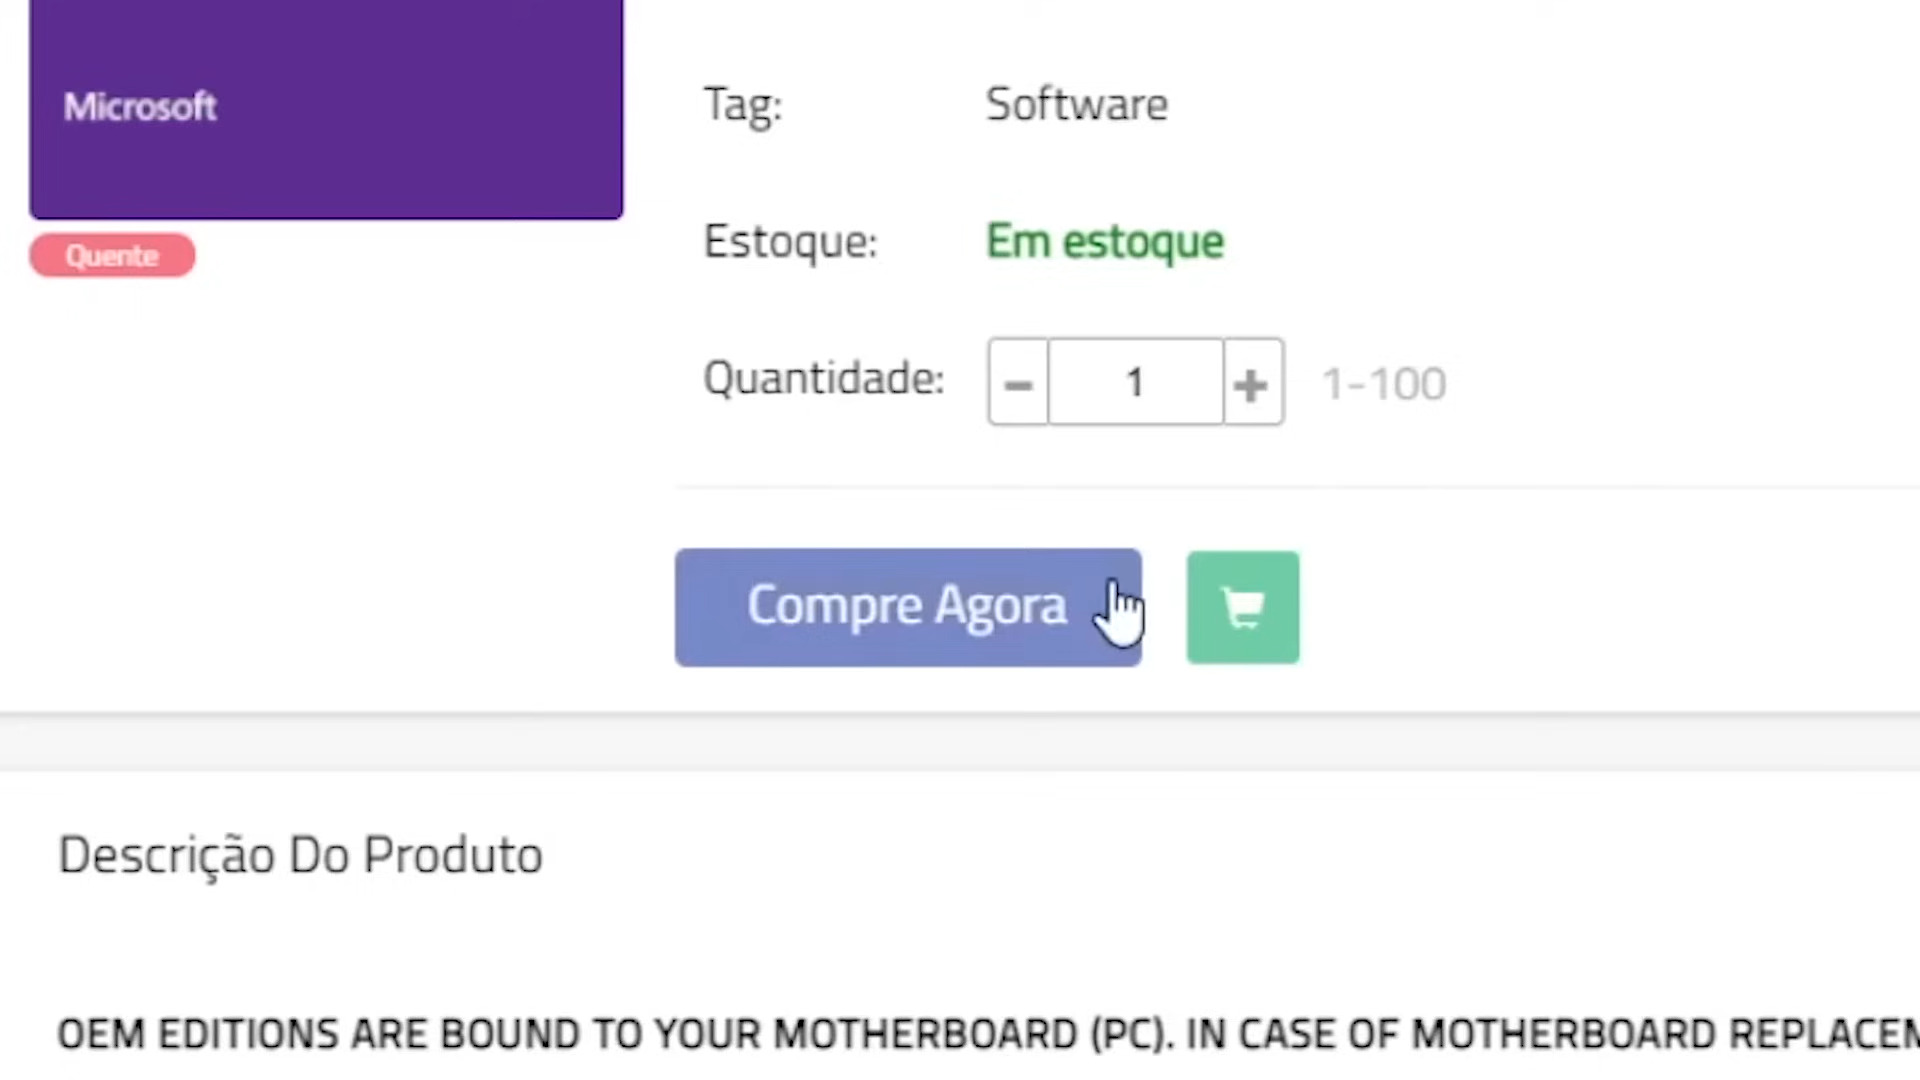 Microsoft
Quente
Tag: Software
Estoque: Em estoque
Quantidade: - 1 + 1-100
Compre Agora
Descrição Do Produto
OEM EDITIONS ARE BOUND TO YOUR MOTHERBOARD (PC). IN CASE OF MOTHERBOARD